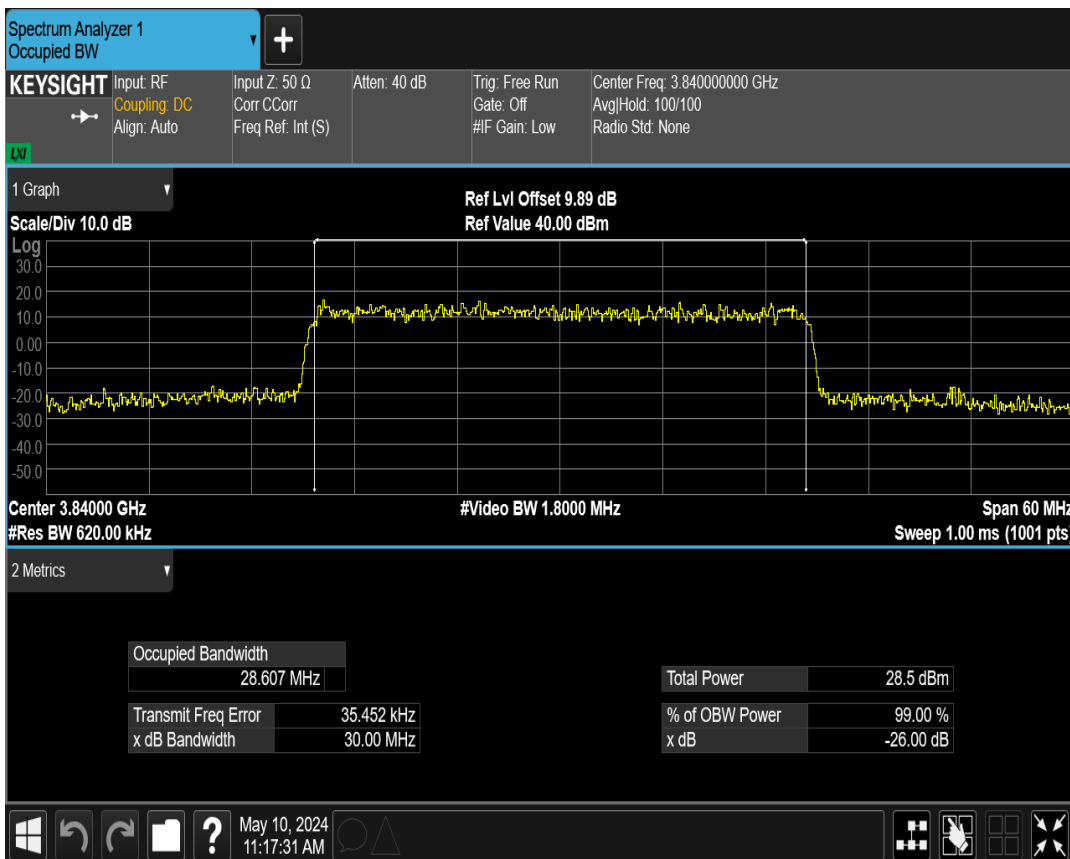 Spectrum Analyzer 1
Occupied BW
KEYSIGHT
LXI
Input: RF
Coupling: DC
Align: Auto
Input Z: 50 Ω
Corr CCorr
Freq Ref: Int (S)
Atten: 40 dB
Trig: Free Run
Gate: Off
#IF Gain: Low
Center Freq: 3.840000000 GHz
Avg|Hold: 100/100
Radio Std: None
1 Graph
Scale/Div 10.0 dB
Ref Lvl Offset 9.89 dB
Ref Value 40.00 dBm
Log
30.0
20.0
10.0
0.00
-10.0
-20.0
-30.0
-40.0
-50.0
Center 3.84000 GHz
#Video BW 1.8000 MHz
Span 60 MHz
#Res BW 620.00 kHz
Sweep 1.00 ms (1001 pts)
2 Metrics
Occupied Bandwidth
28.607 MHz
Transmit Freq Error 35.452 kHz
x dB Bandwidth 30.00 MHz
Total Power 28.5 dBm
% of OBW Power 99.00 %
x dB -26.00 dB
?
May 10, 2024
11:17:31 AM